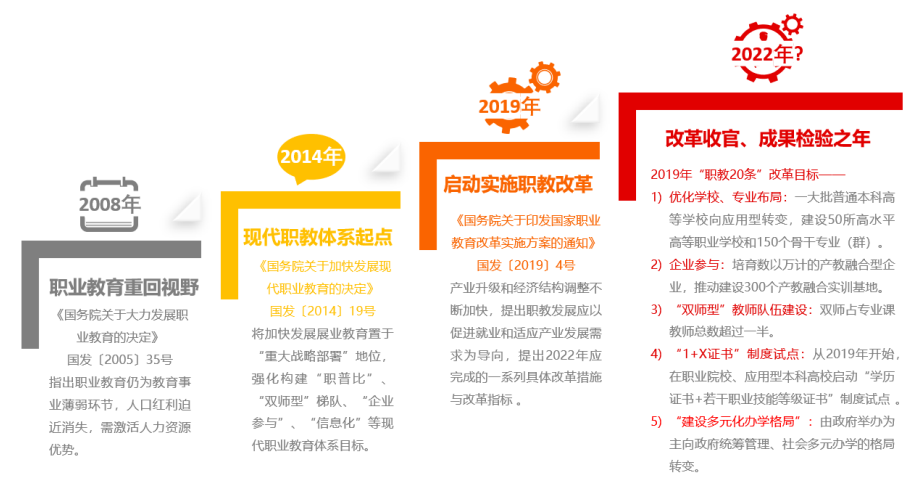 2008年
职业教育重回视野
《国务院关于大力发展职
业教育的决定》
国发〔2005〕35号
指出职业教育仍为教育事
业薄弱环节，人口红利迫
近消失，需激活人力资源
优势。
2014年
现代职教体系起点
《国务院关于加快发展现
代职业教育的决定》
国发〔2014〕19号
将加快发展展业教育置于
“重大战略部署”地位，
强化构建“职普比”、
“双师型”梯队、“企业
参与”、“信息化”等现
代职业教育体系目标。
2019年
启动实施职教改革
《国务院关于印发国家职业
教育改革实施方案的通知》
国发〔2019〕4号
产业升级和经济结构调整不
断加快，提出职教发展应以
促进就业和适应产业发展需
求为导向，提出2022年应
完成的一系列具体改革措施
与改革指标 。
2022年?
改革收官、成果检验之年
2019年“职教20条”改革目标——
1) 优化学校、专业布局：一大批普通本科高
等学校向应用型转变，建设50所高水平
高等职业学校和150个骨干专业（群）。
2) 企业参与：培育数以万计的产教融合型企
业，推动建设300个产教融合实训基地。
3) “双师型”教师队伍建设：双师占专业课
教师总数超过一半。
4) “1+X证书”制度试点：从2019年开始，
在职业院校、应用型本科高校启动“学历
证书+若干职业技能等级证书”制度试点 。
5) “建设多元化办学格局”：由政府举办为
主向政府统筹管理、社会多元办学的格局
转变。